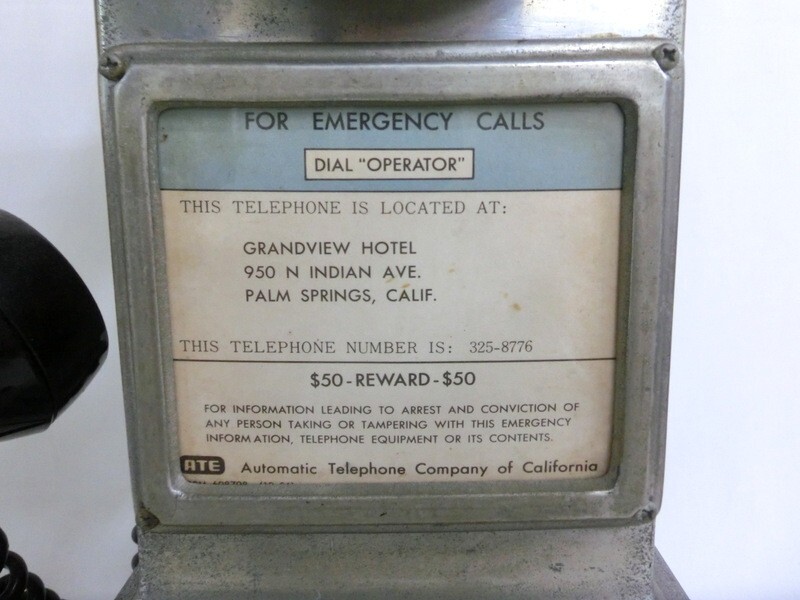 FOR EMERGENCY CALLS
DIAL "OPERATOR"
THIS TELEPHONE IS LOCATED AT:
GRANDVIEW HOTEL
950 N INDIAN AVE.
PALM SPRINGS, CALIF.
THIS TELEPHONE NUMBER IS: 325-8776
$50-REWARD-$50
FOR INFORMATION LEADING TO ARREST AND CONVICTION OF
ANY PERSON TAKING OR TAMPERING WITH THIS EMERGENCY
INFORMATION, TELEPHONE EQUIPMENT OR ITS CONTENTS.
ATE Automatic Telephone Company of California